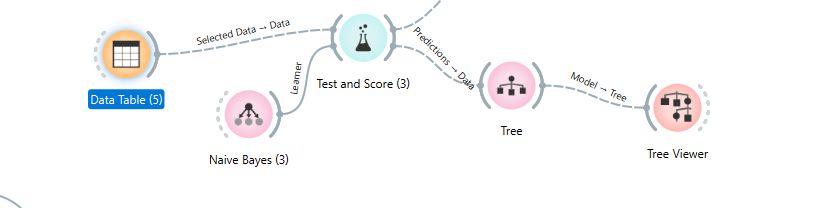 Selected Data → Data
Predictions → Data
Learner
Model → Tree
Data Table (5)
Test and Score (3)
Naive Bayes (3)
Tree
Tree Viewer